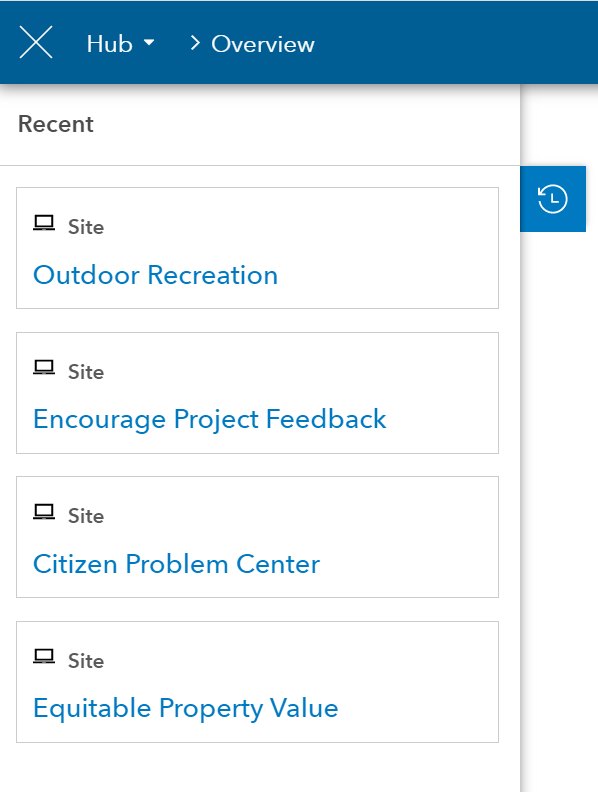 Hub Overview
Recent
Site
Outdoor Recreation
Site
Encourage Project Feedback
Site
Citizen Problem Center
Site
Equitable Property Value